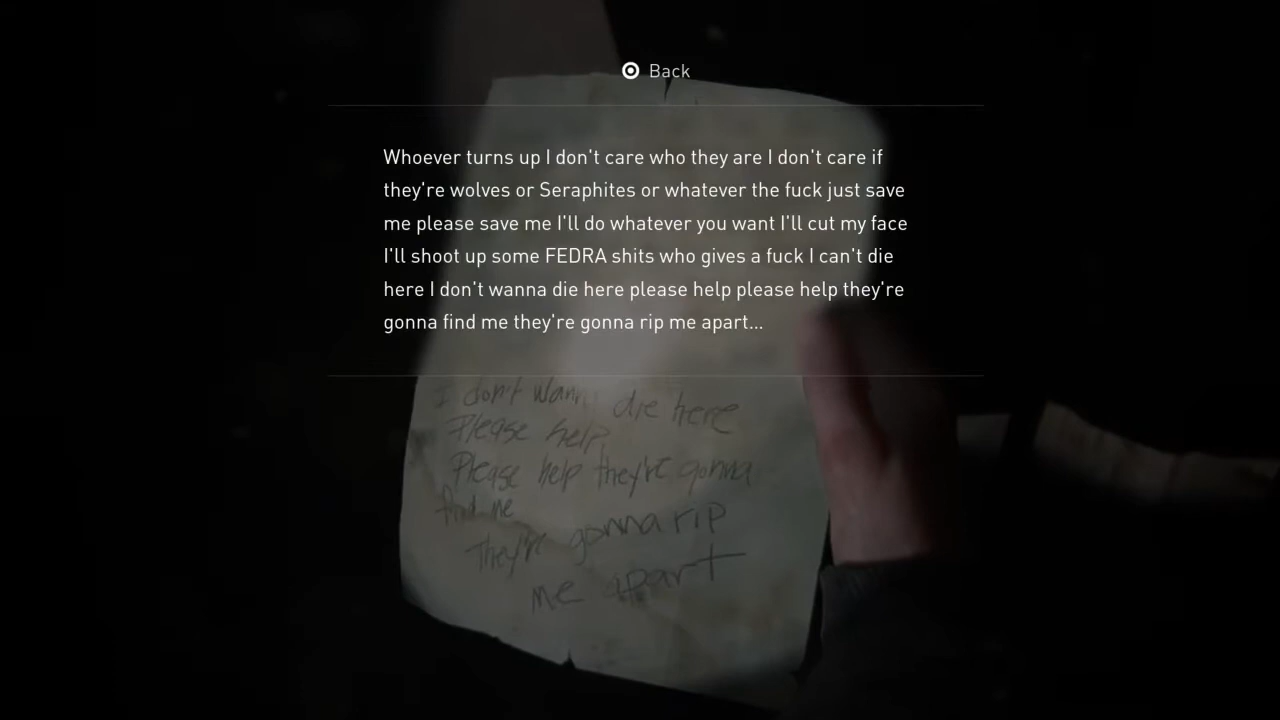 Back
Whoever turns up I don't care who they are I don't care if
they're wolves or Seraphites or whatever the fuck just save
me please save me I'll do whatever you want I'll cut my face
I'll shoot up some FEDRA shits who gives a fuck I can't die
here I don't wanna die here please help please help they're
gonna find me they're gonna rip me apart...
I don't wanna die here
Please help
Please help they're gonna
find me
They're gonna rip
me apart